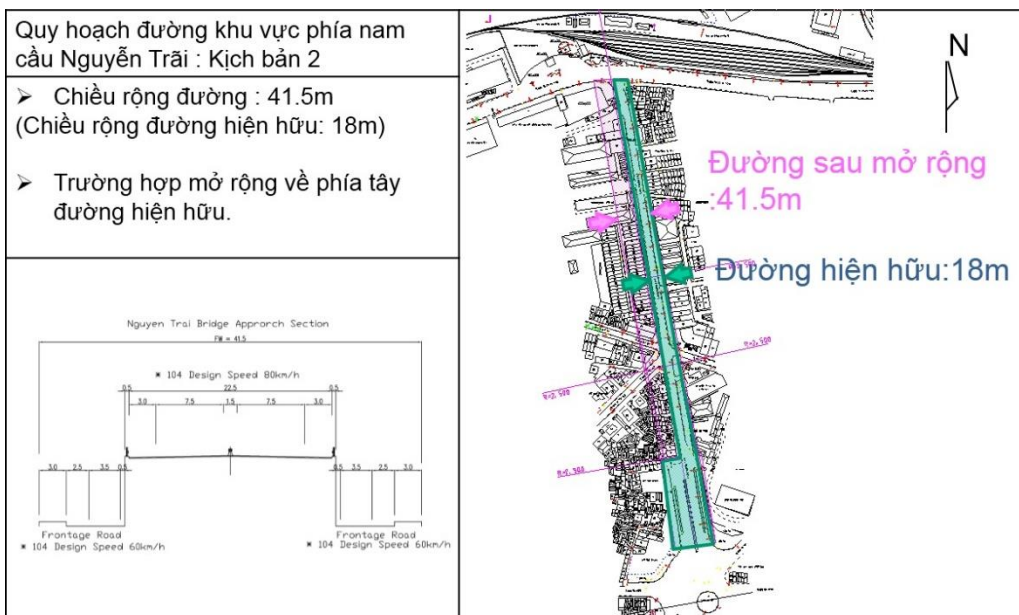 Quy hoạch đường khu vực phía nam
cầu Nguyễn Trãi : Kịch bản 2
➢ Chiều rộng đường : 41.5m
(Chiều rộng đường hiện hữu: 18m)
➢ Trường hợp mở rộng về phía tây
đường hiện hữu.
Nguyen Trai Bridge Approrch Section
FW = 41.5
* 104 Design Speed 80km/h
0.5 22.5 0.5
3.0 7.5 1.5 7.5 3.0
3.0 2.5 3.5 0.5
0.5 3.5 2.5 3.0
Frontage Road
* 104 Design Speed 60km/h
Frontage Road
* 104 Design Speed 60km/h
N
Đường sau mở rộng
:41.5m
Đường hiện hữu:18m